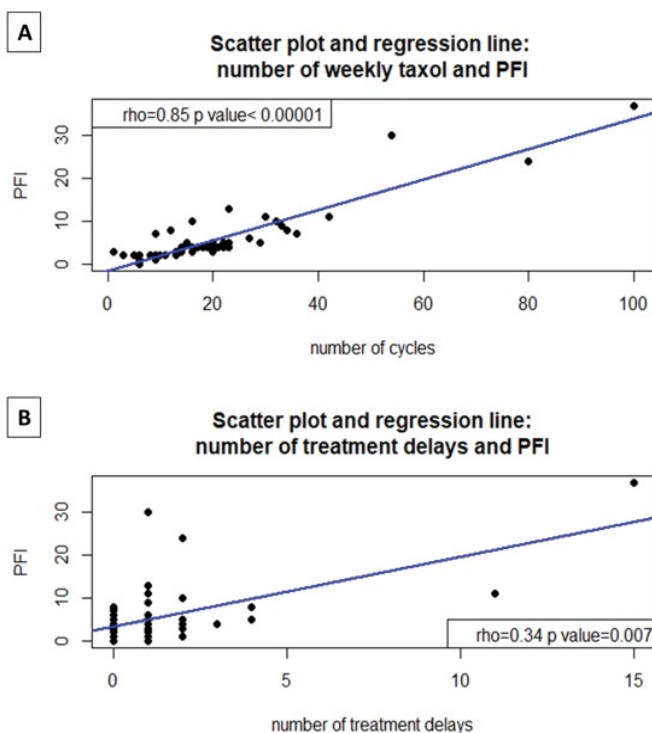 A
Scatter plot and regression line:
number of weekly taxol and PFI
rho=0.85 p value< 0.00001
PFI
0 10 20 30
0 20 40 60 80 100
number of cycles
B
Scatter plot and regression line:
number of treatment delays and PFI
PFI
0 10 20 30
rho=0.34 p value=0.007
0 5 10 15
number of treatment delays